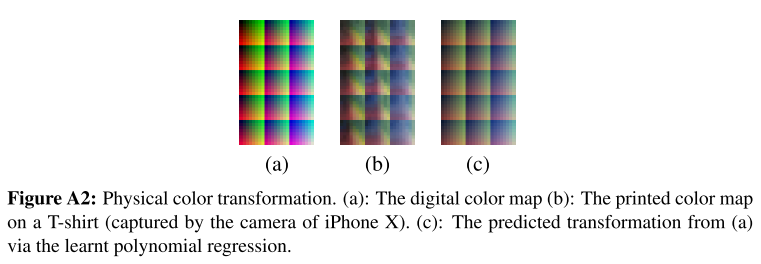 (a) (b) (c)
Figure A2: Physical color transformation. (a): The digital color map (b): The printed color map
on a T-shirt (captured by the camera of iPhone X). (c): The predicted transformation from (a)
via the learnt polynomial regression.